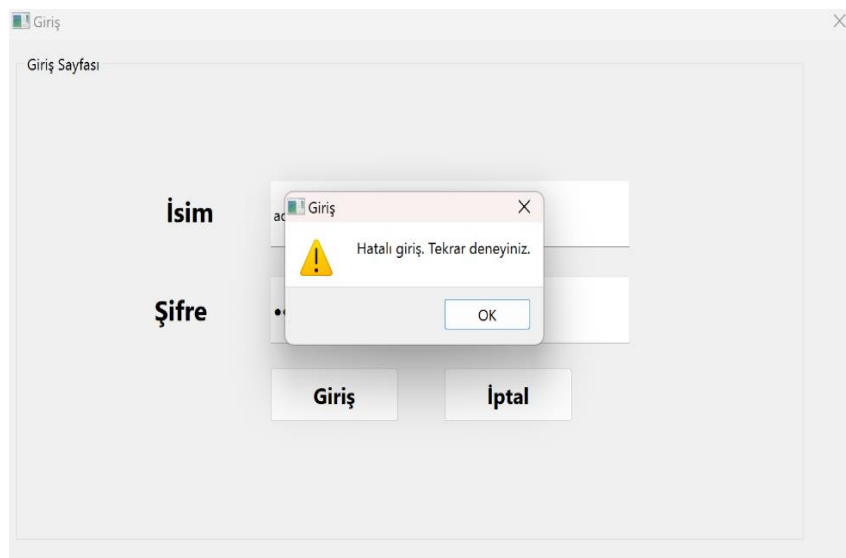 Giriş
Giriş Sayfası
İsim
Giriş
Hatalı giriş. Tekrar deneyiniz.
OK
Şifre
Giriş
İptal